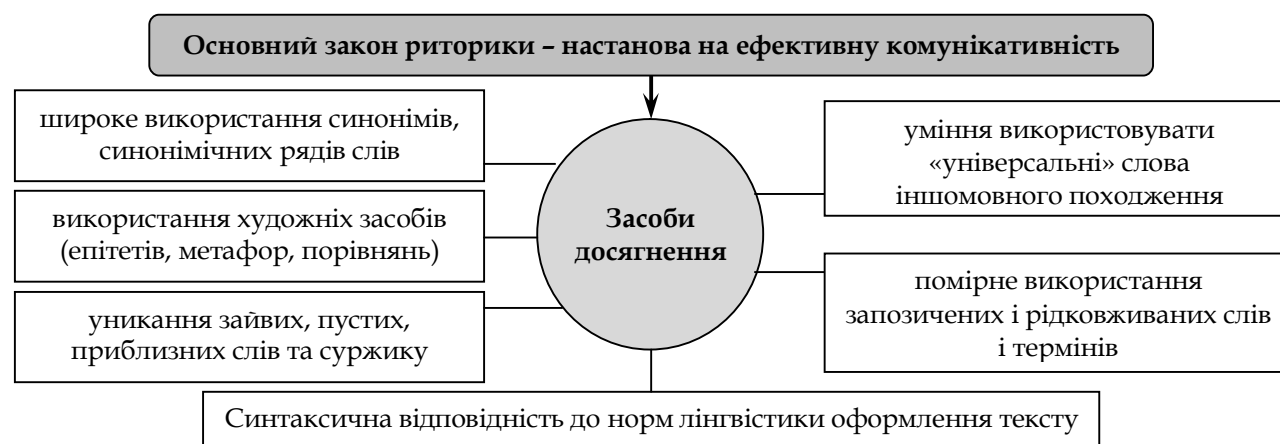 Основний закон риторики – настанова на ефективну комунікативність
широке використання синонімів,
синонімічних рядів слів
використання художніх засобів
(епітетів, метафор, порівнянь)
уникання зайвих, пустих,
приблизних слів та суржику
Засоби
досягнення
уміння використовувати
«універсальні» слова
іншомовного походження
помірне використання
запозичених і рідковживаних слів
і термінів
Синтаксична відповідність до норм лінгвістики оформлення тексту